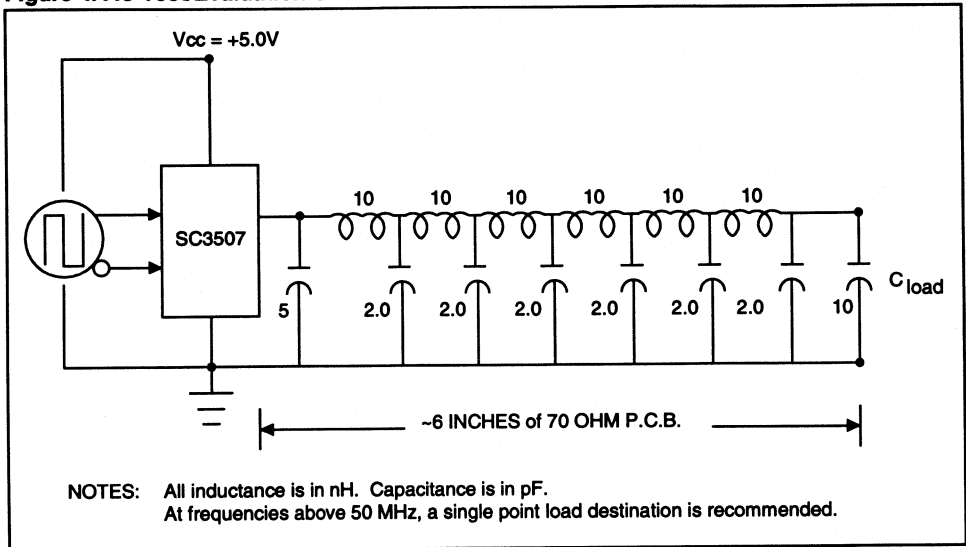 Vcc = +5.0V
10 10 10 10 10 10
SC3507
5 2.0 2.0 2.0 2.0 2.0 2.0 10 Cload
~6 INCHES of 70 OHM P.C.B.
NOTES: All inductance is in nH. Capacitance is in pF.
At frequencies above 50 MHz, a single point load destination is recommended.